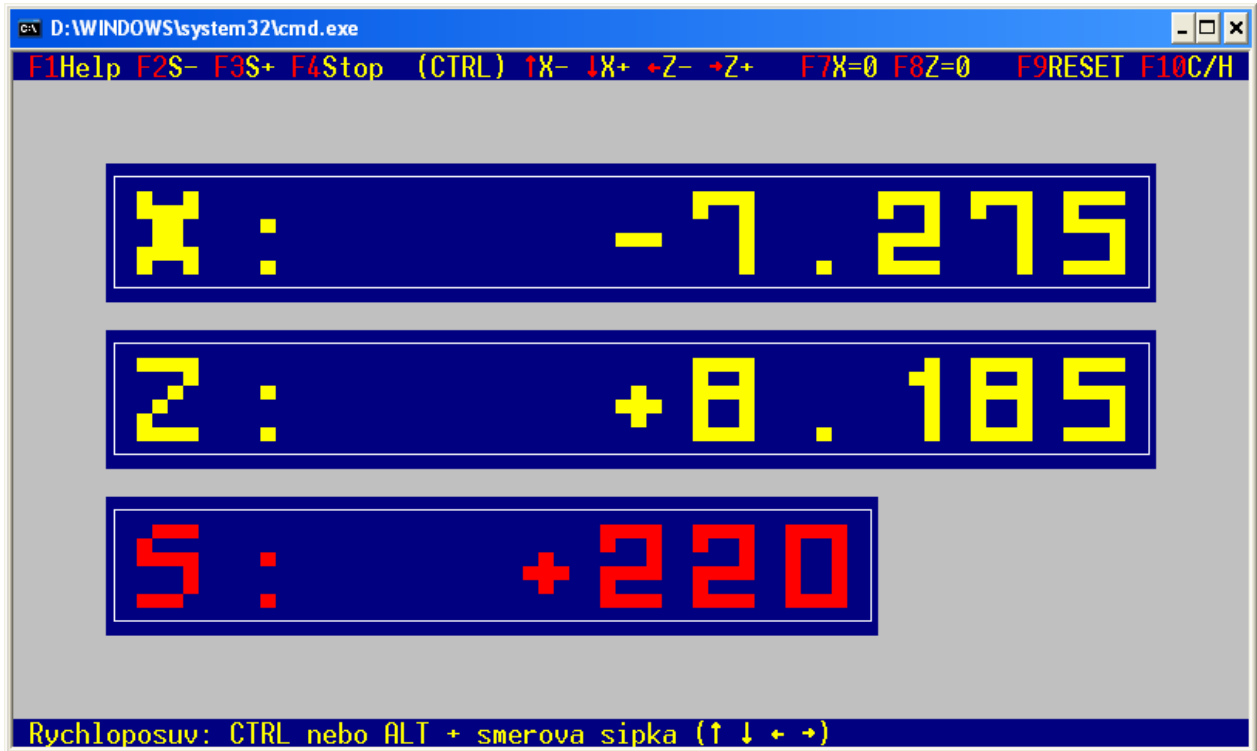 D:\WINDOWS\system32\cmd.exe
F1Help F2S- F3S+ F4Stop (CTRL) ↑X- ↓X+ ←Z- →Z+ F7X=0 F8Z=0 F9RESET F10C/H
X: -7.275
Z: +8.185
S: +220
Rychloposuv: CTRL nebo ALT + smerova sipka (↑ ↓ ← →)